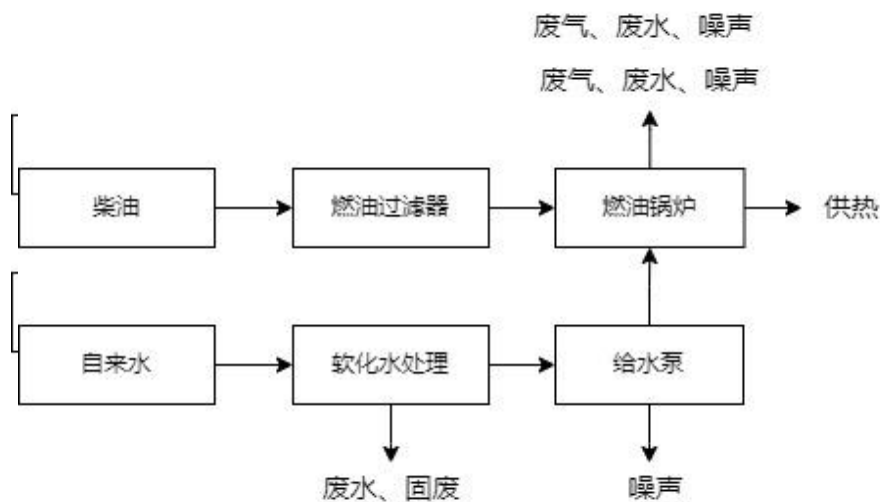 废气、废水、噪声
废气、废水、噪声
柴油
燃油过滤器
燃油锅炉
供热
自来水
软化水处理
给水泵
废水、固废
噪声